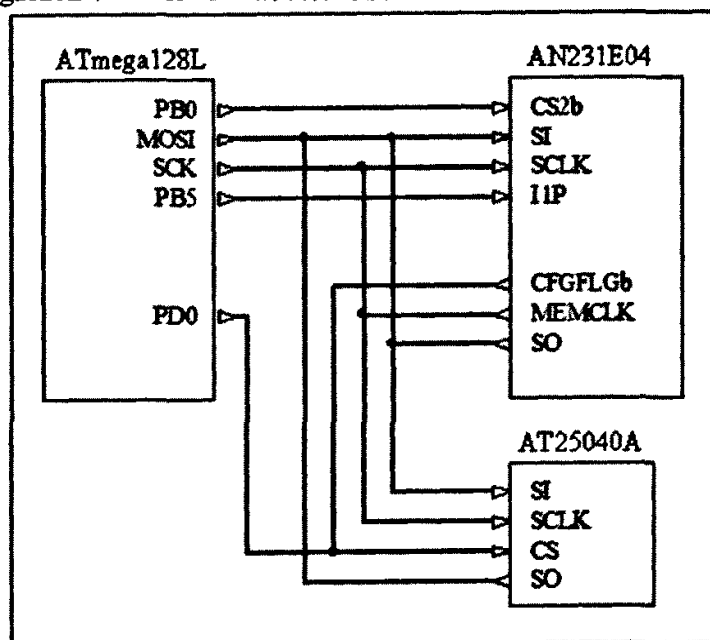 ATmega128L
PB0
MOSI
SCK
PB5
PD0
AN231E04
CS2b
SI
SCLK
I1P
CFGFLGb
MEMCLK
SO
AT25040A
SI
SCLK
CS
SO